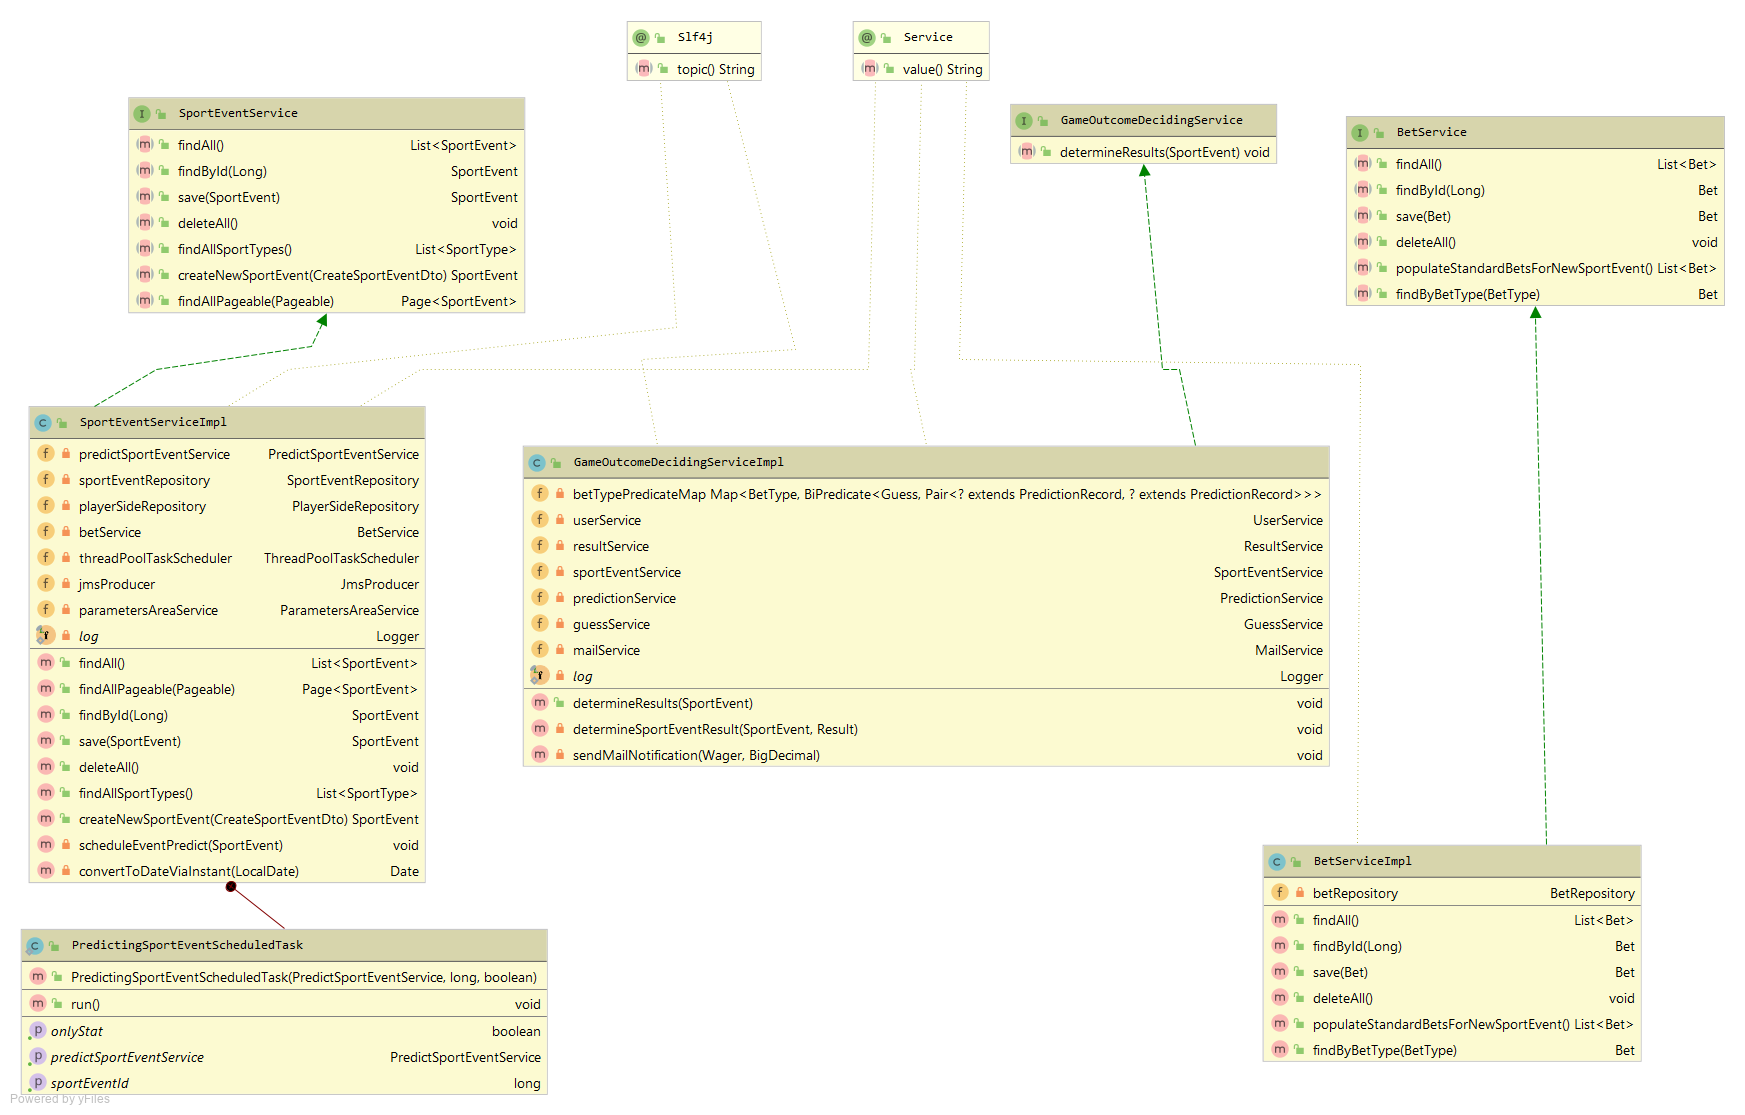 @ Slf4j
m topic() String
@ Service
m value() String
I SportEventService
m findAll() List<SportEvent>
m findById(Long) SportEvent
m save(SportEvent) SportEvent
m deleteAll() void
m findAllSportTypes() List<SportType>
m createNewSportEvent(CreateSportEventDto) SportEvent
m findAllPageable(Pageable) Page<SportEvent>
I GameOutcomeDecidingService
m determineResults(SportEvent) void
I BetService
m findAll() List<Bet>
m findById(Long) Bet
m save(Bet) Bet
m deleteAll() void
m populateStandardBetsForNewSportEvent() List<Bet>
m findByBetType(BetType) Bet
C SportEventServiceImpl
f predictSportEventService PredictSportEventService
f sportEventRepository SportEventRepository
f playerSideRepository PlayerSideRepository
f betService BetService
f threadPoolTaskScheduler ThreadPoolTaskScheduler
f jmsProducer JmsProducer
f parametersAreaService ParametersAreaService
f log Logger
m findAll() List<SportEvent>
m findAllPageable(Pageable) Page<SportEvent>
m findById(Long) SportEvent
m save(SportEvent) SportEvent
m deleteAll() void
m findAllSportTypes() List<SportType>
m createNewSportEvent(CreateSportEventDto) SportEvent
m scheduleEventPredict(SportEvent) void
m convertToDateViaInstant(LocalDate) Date
C GameOutcomeDecidingServiceImpl
f betTypePredicateMap Map<BetType, BiPredicate<Guess, Pair<? extends PredictionRecord, ? extends PredictionRecord>>>
f userService UserService
f resultService ResultService
f sportEventService SportEventService
f predictionService PredictionService
f guessService GuessService
f mailService MailService
f log Logger
m determineResults(SportEvent) void
m determineSportEventResult(SportEvent, Result) void
m sendMailNotification(Wager, BigDecimal) void
C BetServiceImpl
f betRepository BetRepository
m findAll() List<Bet>
m findById(Long) Bet
m save(Bet) Bet
m deleteAll() void
m populateStandardBetsForNewSportEvent() List<Bet>
m findByBetType(BetType) Bet
C PredictingSportEventScheduledTask
m PredictingSportEventScheduledTask(PredictSportEventService, long, boolean)
m run() void
p onlyStat boolean
p predictSportEventService PredictSportEventService
p sportEventId long
Powered by yFiles